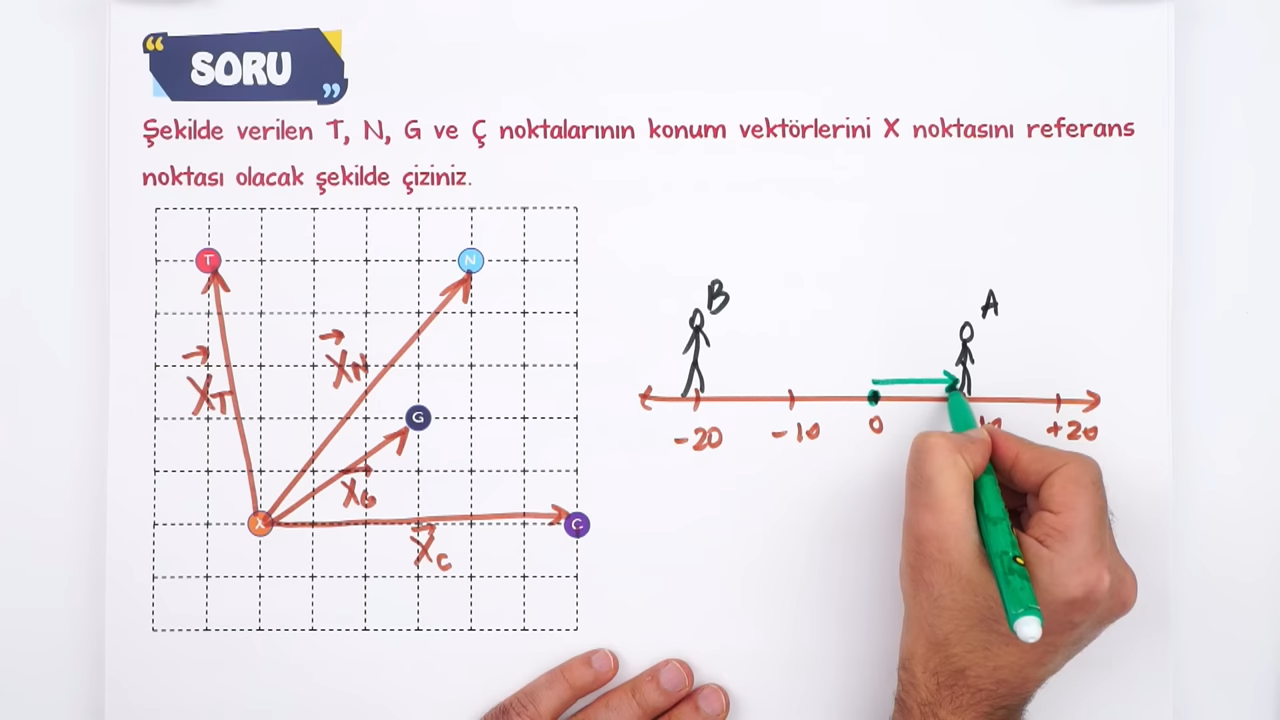 SORU
Şekilde verilen T, N, G ve Ç noktalarının konum vektörlerini X noktasını referans
noktası olacak şekilde çiziniz.
T
N
G
X
C
X⃗T
X⃗N
X⃗G
X⃗C
B
A
-20
-10
0
+20